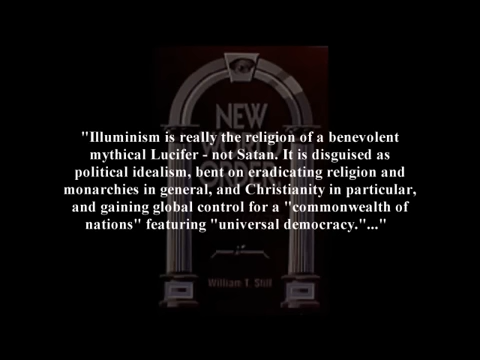 NEW
WORLD
ORDER
"Illuminism is really the religion of a benevolent
mythical Lucifer - not Satan. It is disguised as
political idealism, bent on eradicating religion and
monarchies in general, and Christianity in particular,
and gaining global control for a "commonwealth of
nations" featuring "universal democracy."..."
William T. Still